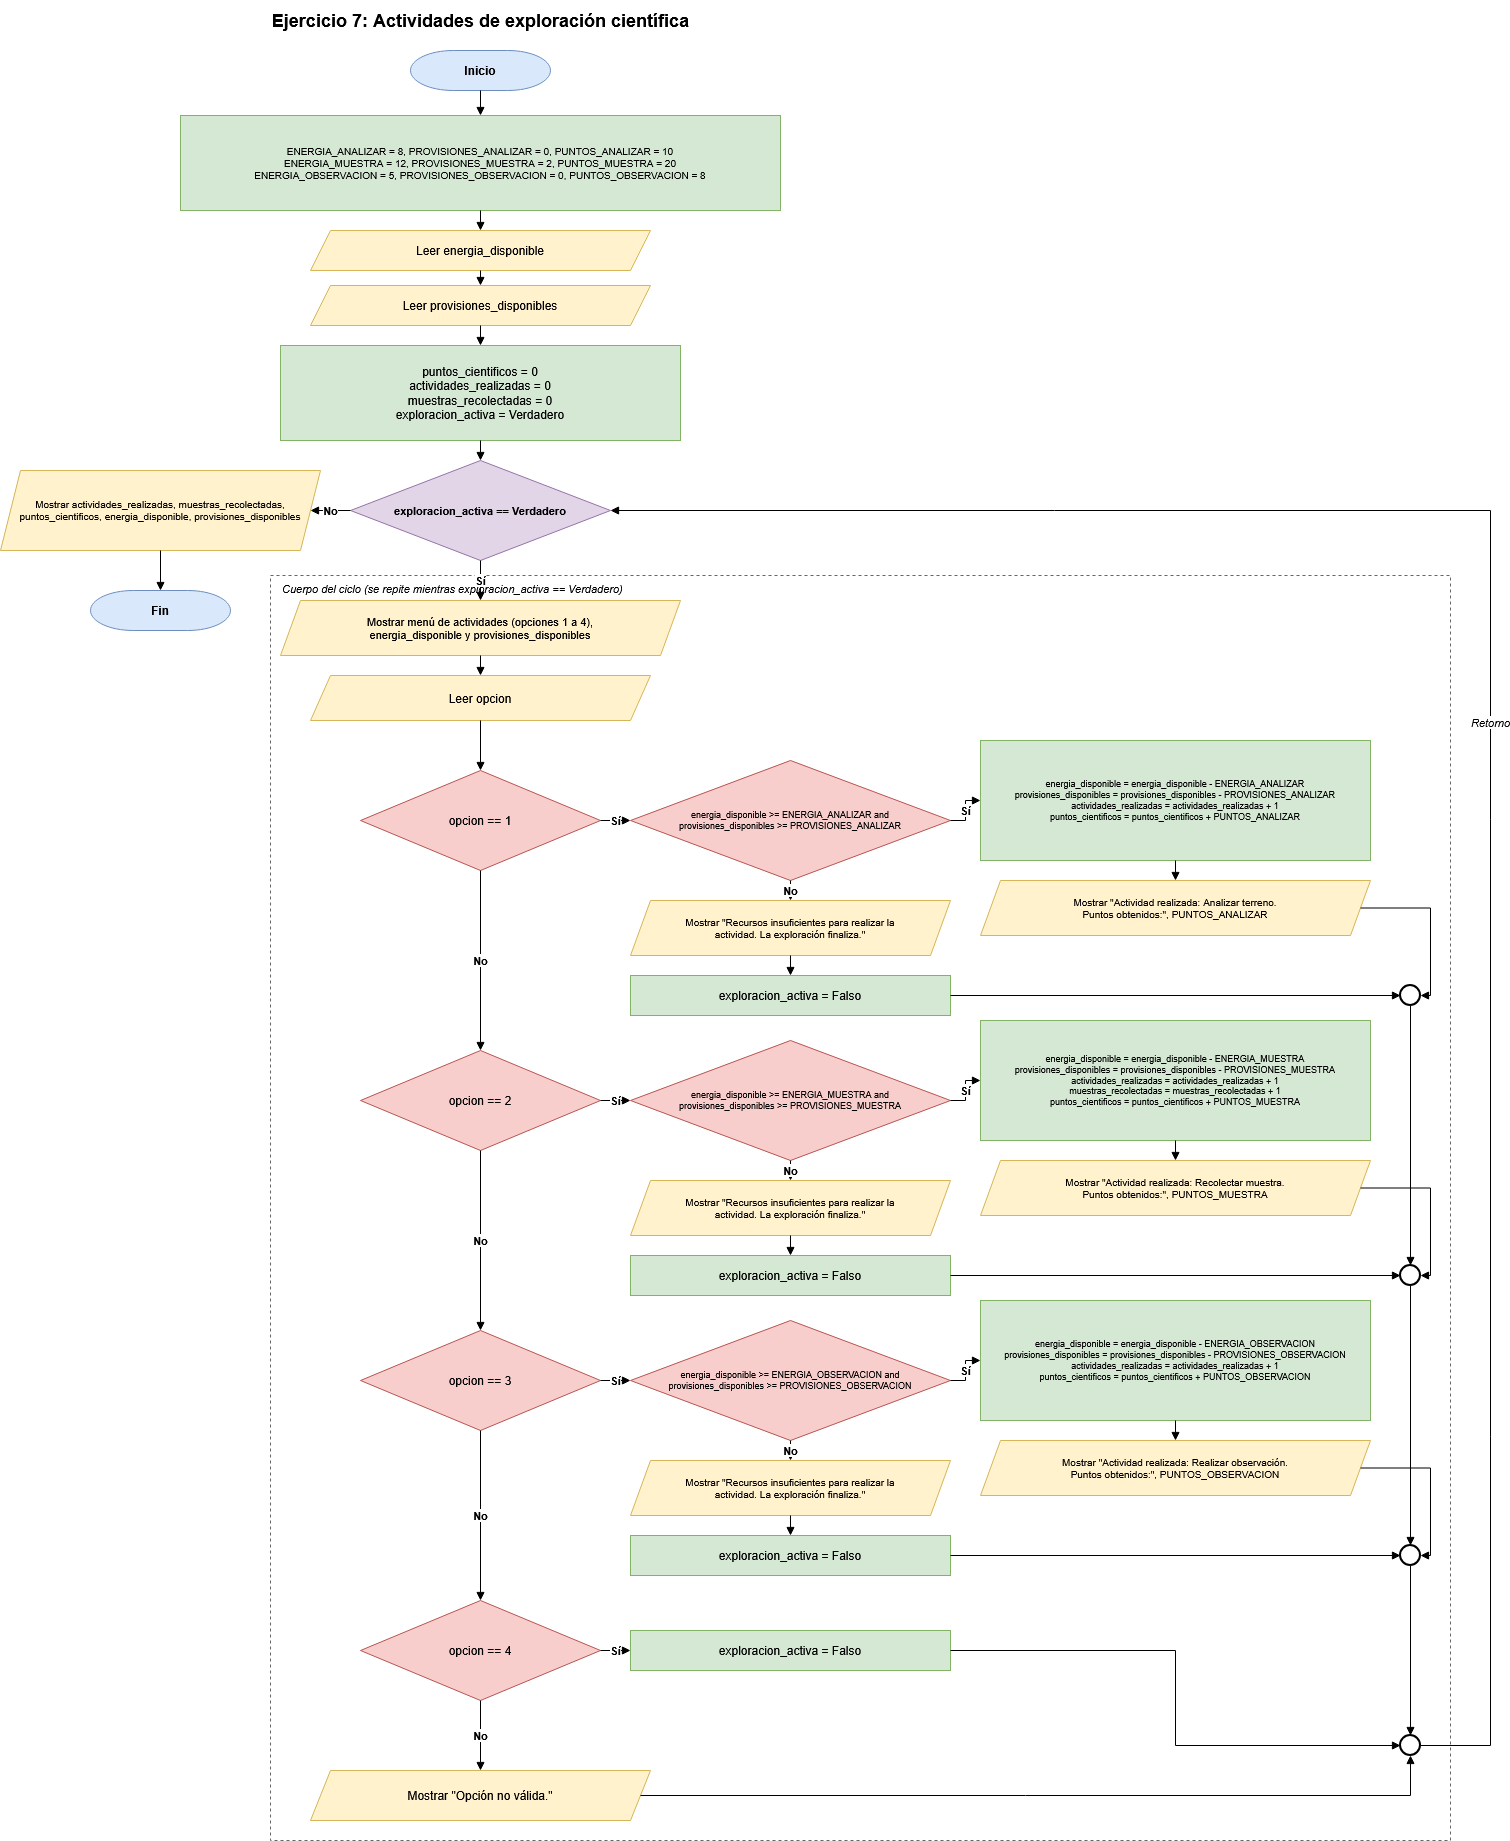 Ejercicio 7: Actividades de exploración científica
Inicio
ENERGIA_ANALIZAR = 8, PROVISIONES_ANALIZAR = 0, PUNTOS_ANALIZAR = 10
ENERGIA_MUESTRA = 12, PROVISIONES_MUESTRA = 2, PUNTOS_MUESTRA = 20
ENERGIA_OBSERVACION = 5, PROVISIONES_OBSERVACION = 0, PUNTOS_OBSERVACION = 8
Leer energia_disponible
Leer provisiones_disponibles
puntos_cientificos = 0
actividades_realizadas = 0
muestras_recolectadas = 0
exploracion_activa = Verdadero
exploracion_activa == Verdadero
No
Mostrar actividades_realizadas, muestras_recolectadas,
puntos_cientificos, energia_disponible, provisiones_disponibles
Fin
Sí
Cuerpo del ciclo (se repite mientras exploracion_activa == Verdadero)
Mostrar menú de actividades (opciones 1 a 4),
energia_disponible y provisiones_disponibles
Leer opcion
Retorno
opcion == 1
Sí
energia_disponible >= ENERGIA_ANALIZAR and
provisiones_disponibles >= PROVISIONES_ANALIZAR
Sí
energia_disponible = energia_disponible - ENERGIA_ANALIZAR
provisiones_disponibles = provisiones_disponibles - PROVISIONES_ANALIZAR
actividades_realizadas = actividades_realizadas + 1
puntos_cientificos = puntos_cientificos + PUNTOS_ANALIZAR
No
Mostrar "Recursos insuficientes para realizar la
actividad. La exploración finaliza."
Mostrar "Actividad realizada: Analizar terreno.
Puntos obtenidos:", PUNTOS_ANALIZAR
No
exploracion_activa = Falso
opcion == 2
Sí
energia_disponible >= ENERGIA_MUESTRA and
provisiones_disponibles >= PROVISIONES_MUESTRA
Sí
energia_disponible = energia_disponible - ENERGIA_MUESTRA
provisiones_disponibles = provisiones_disponibles - PROVISIONES_MUESTRA
actividades_realizadas = actividades_realizadas + 1
muestras_recolectadas = muestras_recolectadas + 1
puntos_cientificos = puntos_cientificos + PUNTOS_MUESTRA
No
Mostrar "Recursos insuficientes para realizar la
actividad. La exploración finaliza."
Mostrar "Actividad realizada: Recolectar muestra.
Puntos obtenidos:", PUNTOS_MUESTRA
No
exploracion_activa = Falso
opcion == 3
Sí
energia_disponible >= ENERGIA_OBSERVACION and
provisiones_disponibles >= PROVISIONES_OBSERVACION
Sí
energia_disponible = energia_disponible - ENERGIA_OBSERVACION
provisiones_disponibles = provisiones_disponibles - PROVISIONES_OBSERVACION
actividades_realizadas = actividades_realizadas + 1
puntos_cientificos = puntos_cientificos + PUNTOS_OBSERVACION
No
Mostrar "Recursos insuficientes para realizar la
actividad. La exploración finaliza."
Mostrar "Actividad realizada: Realizar observación.
Puntos obtenidos:", PUNTOS_OBSERVACION
No
exploracion_activa = Falso
opcion == 4
Sí
exploracion_activa = Falso
No
Mostrar "Opción no válida."